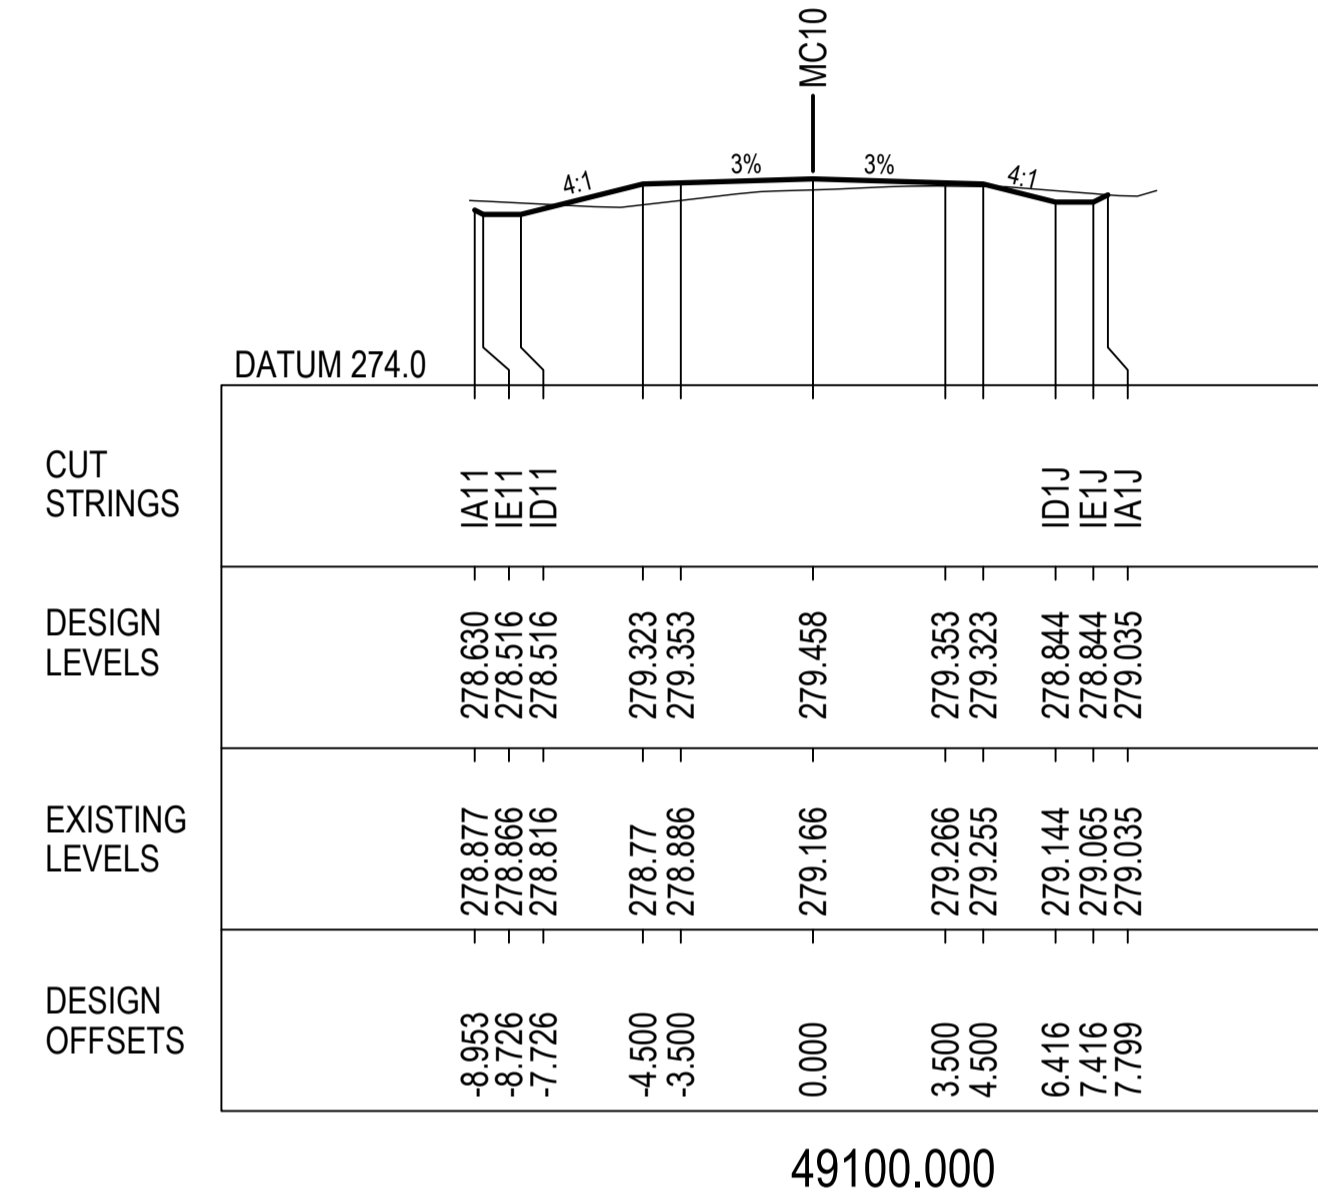 MC10
4:1
3%
3%
4:1
DATUM 274.0
CUT
STRINGS
IA11
IE11
ID11
ID1J
IE1J
IA1J
DESIGN
LEVELS
278.630
278.516
278.516
279.323
279.353
279.458
279.353
279.323
278.844
278.844
279.035
EXISTING
LEVELS
278.877
278.866
278.816
278.77
278.886
279.166
279.266
279.255
279.144
279.065
279.035
DESIGN
OFFSETS
-8.953
-8.726
-7.726
-4.500
-3.500
0.000
3.500
4.500
6.416
7.416
7.799
49100.000